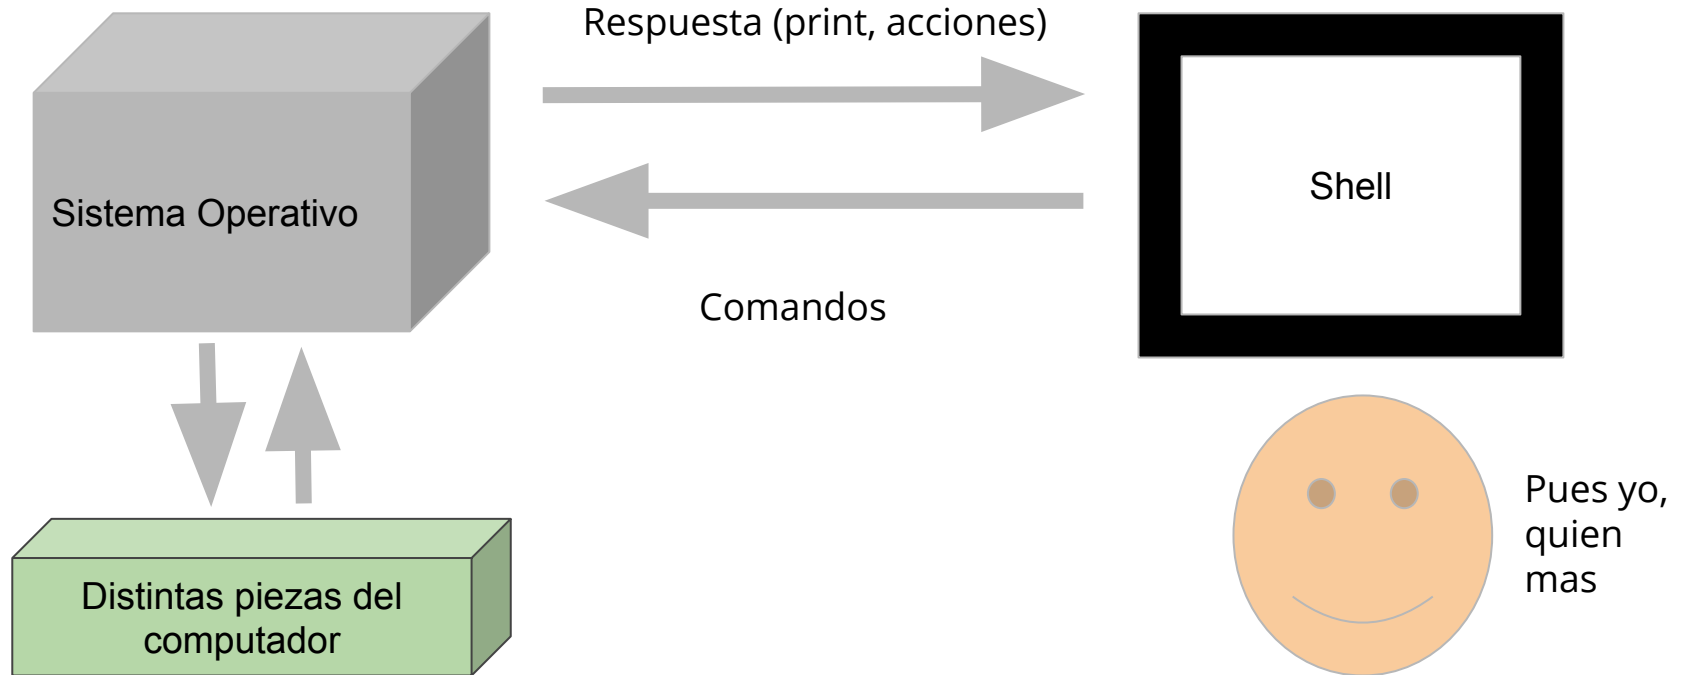 Respuesta (print, acciones)
Sistema Operativo
Shell
Comandos
Pues yo,
quien
mas
Distintas piezas del
computador